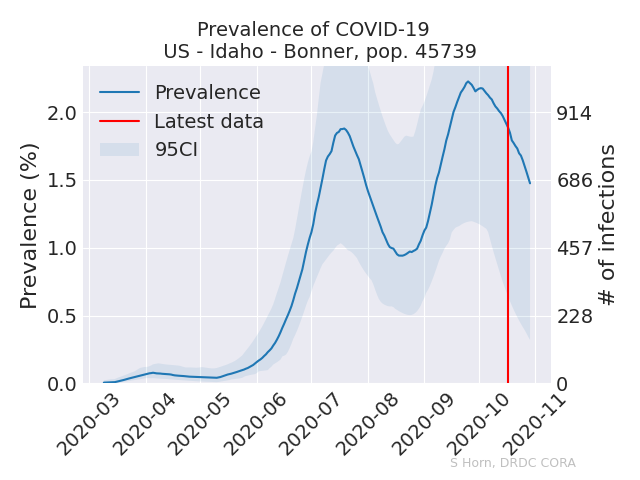 Prevalence of COVID-19
US - Idaho - Bonner, pop. 45739
Prevalence
Latest data
95CI
Prevalence (%)
2.0
1.5
1.0
0.5
0.0
# of infections
914
686
457
228
0
2020-03
2020-04
2020-05
2020-06
2020-07
2020-08
2020-09
2020-10
2020-11
S Horn, DRDC CORA